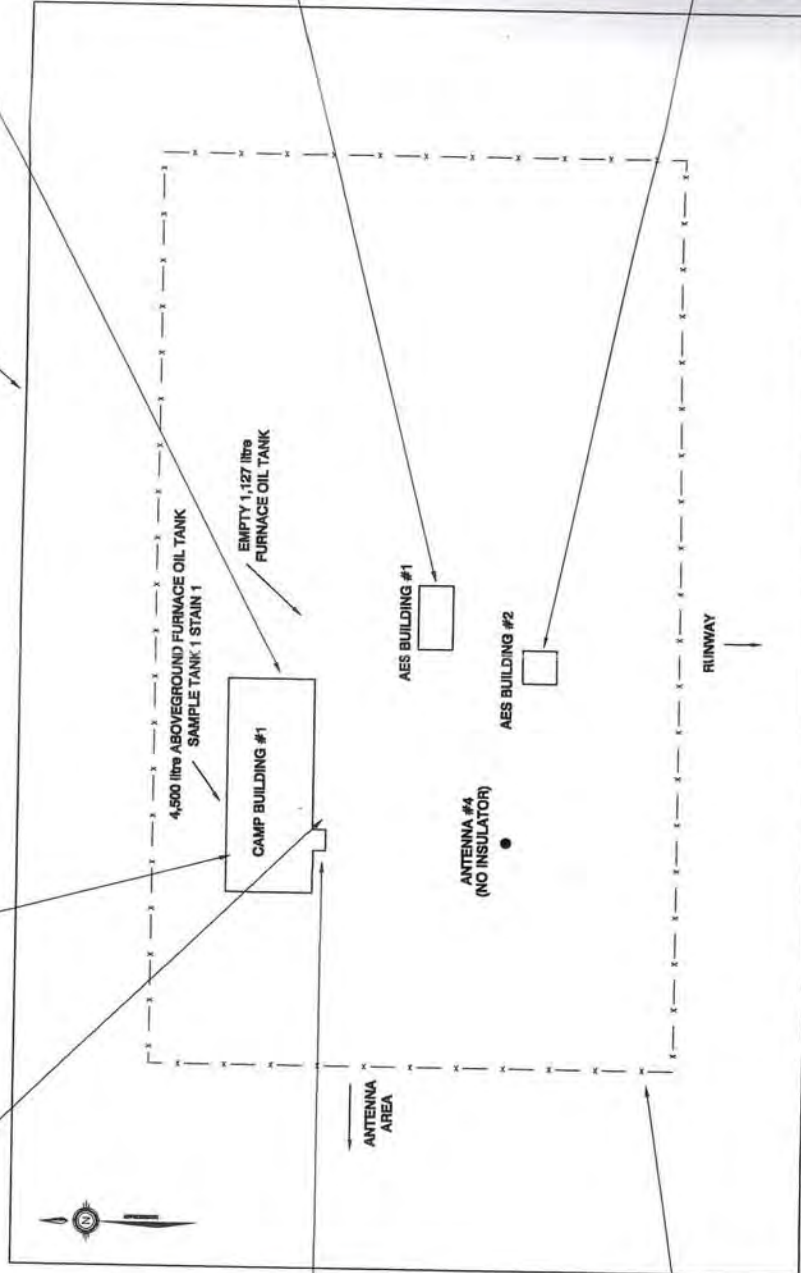 4,500 litre ABOVEGROUND FURNACE OIL TANK
SAMPLE TANK 1 STAIN 1
EMPTY 1,127 litre
FURNACE OIL TANK
CAMP BUILDING #1
AES BUILDING #1
AES BUILDING #2
ANTENNA #4
(NO INSULATOR)
ANTENNA
AREA
RUNWAY
N